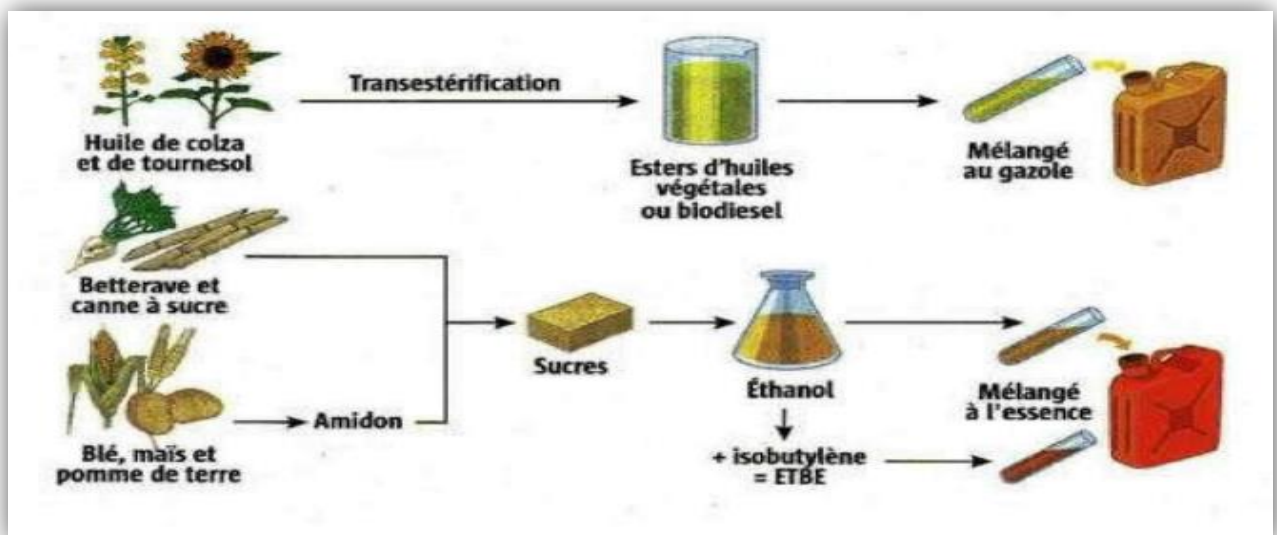 Transestérification
Huile de colza
et de tournesol
Esters d'huiles
végétales
ou biodiesel
Mélangé
au gazole
Betterave et
canne à sucre
Sucres
Éthanol
Mélangé
à l'essence
Amidon
Blé, maïs et
pomme de terre
+ isobutylène
= ETBE